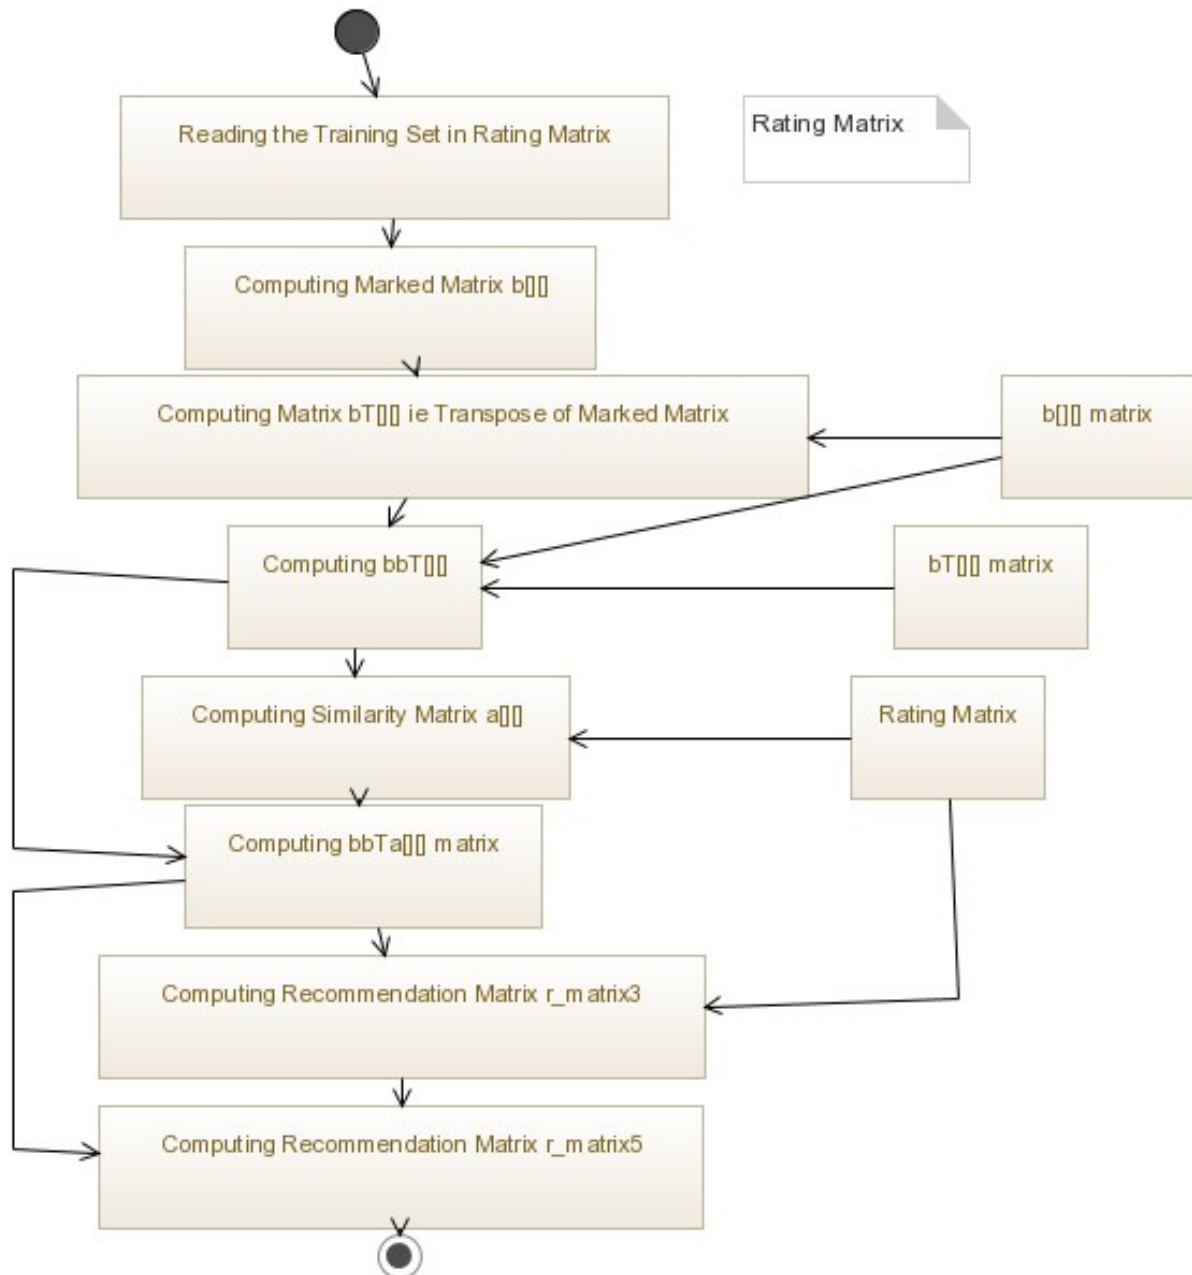 Reading the Training Set in Rating Matrix
Rating Matrix
Computing Marked Matrix b[][]
Computing Matrix bT[][] ie Transpose of Marked Matrix
b[][] matrix
Computing bbT[][]
bT[][] matrix
Computing Similarity Matrix a[][]
Rating Matrix
Computing bbTa[][] matrix
Computing Recommendation Matrix r_matrix3
Computing Recommendation Matrix r_matrix5